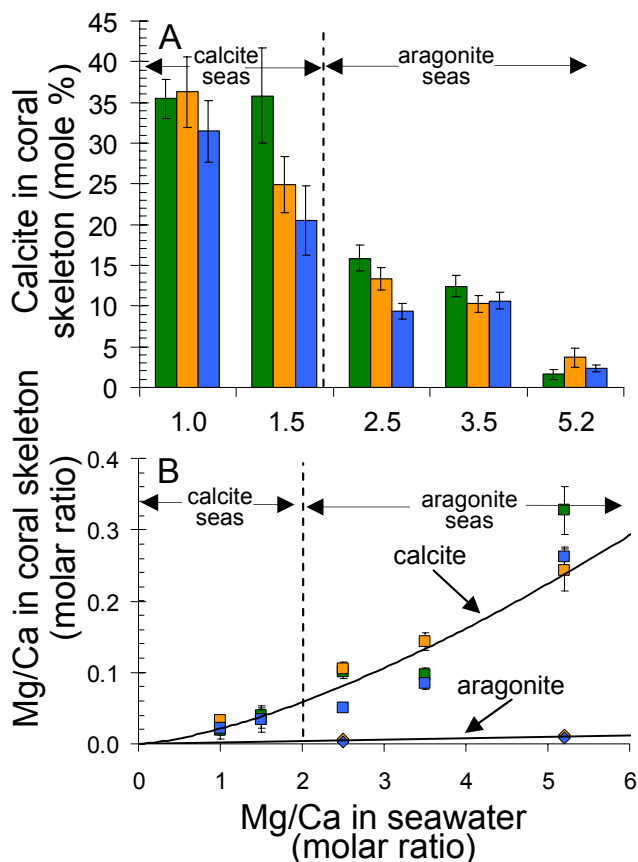 A
calcite seas
aragonite seas
Calcite in coral
skeleton (mole %)
45
40
35
30
25
20
15
10
5
0
1.0 1.5 2.5 3.5 5.2
B
calcite seas
aragonite seas
calcite
aragonite
Mg/Ca in coral skeleton
(molar ratio)
0.4
0.3
0.2
0.1
0.0
0 1 2 3 4 5 6
Mg/Ca in seawater
(molar ratio)